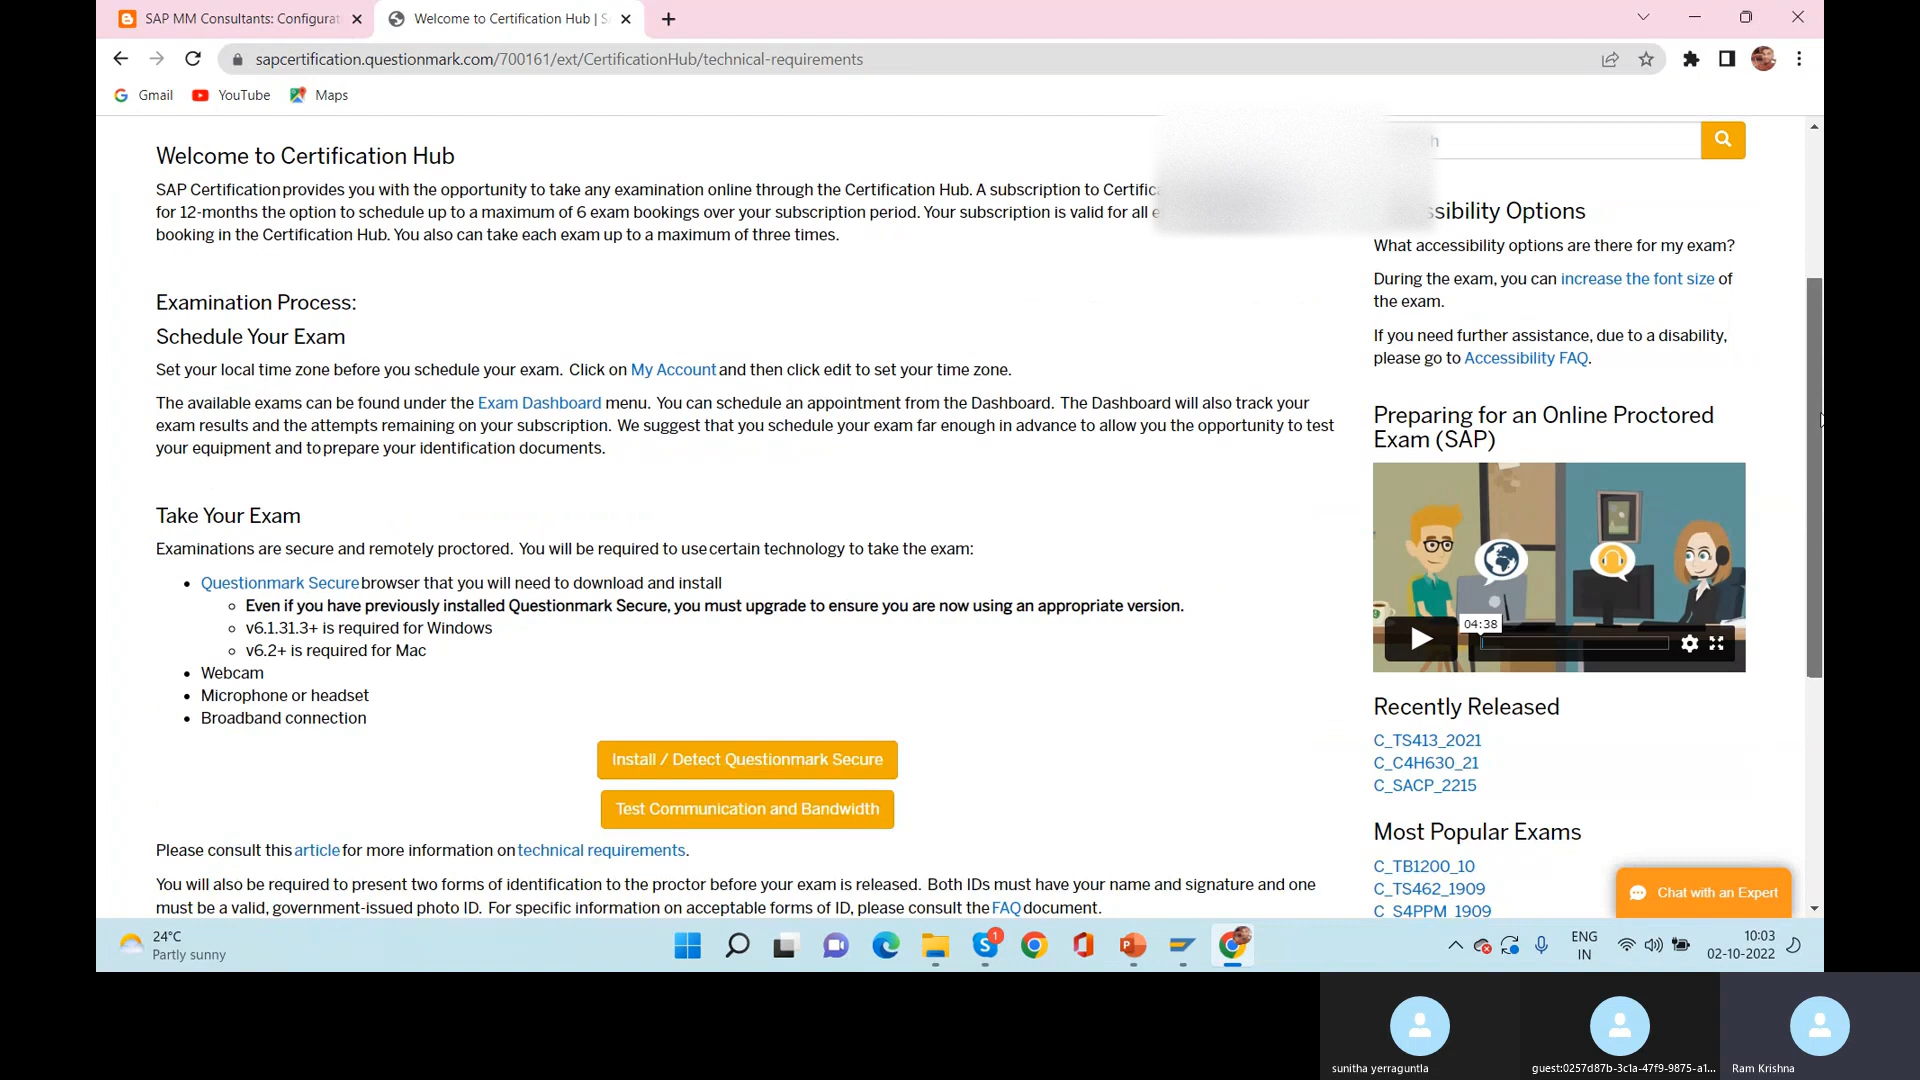 SAP MM Consultants: Configurat
Welcome to Certification Hub | S
sapcertification.questionmark.com/700161/ext/CertificationHub/technical-requirements
Gmail YouTube Maps
Welcome to Certification Hub
SAP Certification provides you with the opportunity to take any examination online through the Certification Hub. A subscription to Certifica
for 12-months the option to schedule up to a maximum of 6 exam bookings over your subscription period. Your subscription is valid for all e
booking in the Certification Hub. You also can take each exam up to a maximum of three times.
Examination Process:
Schedule Your Exam
Set your local time zone before you schedule your exam. Click on My Account and then click edit to set your time zone.
The available exams can be found under the Exam Dashboard menu. You can schedule an appointment from the Dashboard. The Dashboard will also track your
exam results and the attempts remaining on your subscription. We suggest that you schedule your exam far enough in advance to allow you the opportunity to test
your equipment and to prepare your identification documents.
Take Your Exam
Examinations are secure and remotely proctored. You will be required to use certain technology to take the exam:
Questionmark Secure browser that you will need to download and install
Even if you have previously installed Questionmark Secure, you must upgrade to ensure you are now using an appropriate version.
v6.1.31.3+ is required for Windows
v6.2+ is required for Mac
Webcam
Microphone or headset
Broadband connection
Install / Detect Questionmark Secure
Test Communication and Bandwidth
Please consult this article for more information on technical requirements.
You will also be required to present two forms of identification to the proctor before your exam is released. Both IDs must have your name and signature and one
must be a valid, government-issued photo ID. For specific information on acceptable forms of ID, please consult the FAQ document.
h
ssibility Options
What accessibility options are there for my exam?
During the exam, you can increase the font size of
the exam.
If you need further assistance, due to a disability,
please go to Accessibility FAQ.
Preparing for an Online Proctored
Exam (SAP)
04:38
Recently Released
C_TS413_2021
C_C4H630_21
C_SACP_2215
Most Popular Exams
C_TB1200_10
C_TS462_1909
C_S4PPM_1909
Chat with an Expert
24°C
Partly sunny
1
ENG
IN
10:03
02-10-2022
sunitha yerraguntla
guest:0257d87b-3c1a-47f9-9875-a1...
Ram Krishna